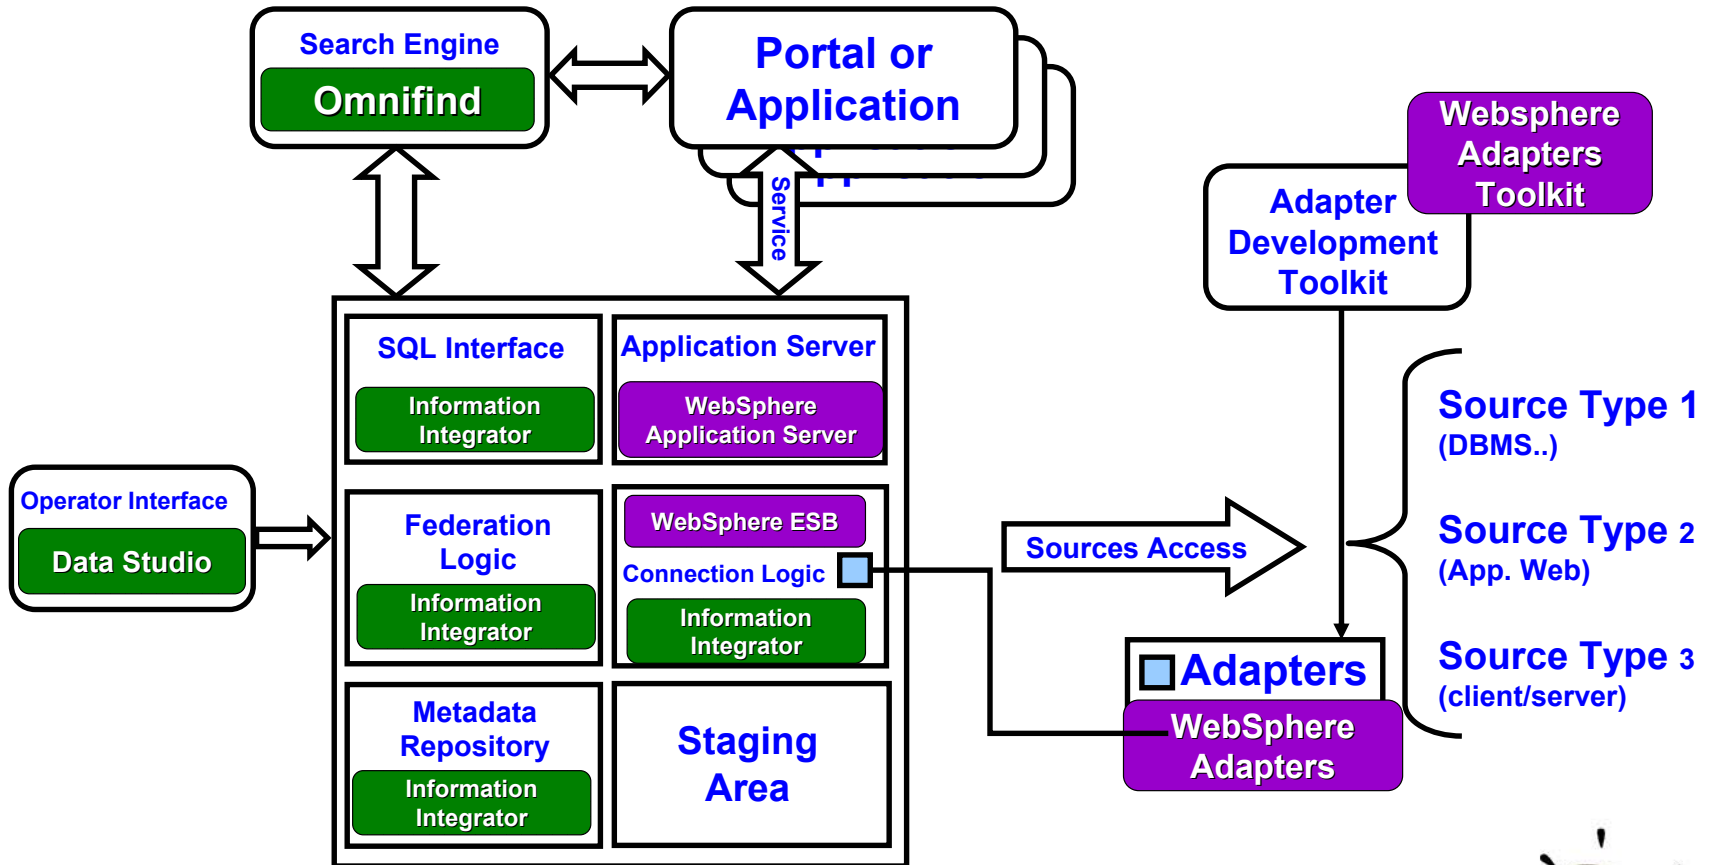 Search Engine
Omnifind
Portal or
Application
Service
Websphere
Adapters
Toolkit
Adapter
Development
Toolkit
SQL Interface
Information
Integrator
Application Server
WebSphere
Application Server
Operator Interface
Data Studio
Federation
Logic
Information
Integrator
WebSphere ESB
Connection Logic
Information
Integrator
Metadata
Repository
Information
Integrator
Staging
Area
Sources Access
Source Type 1
(DBMS..)
Source Type 2
(App. Web)
Source Type 3
(client/server)
Adapters
WebSphere
Adapters